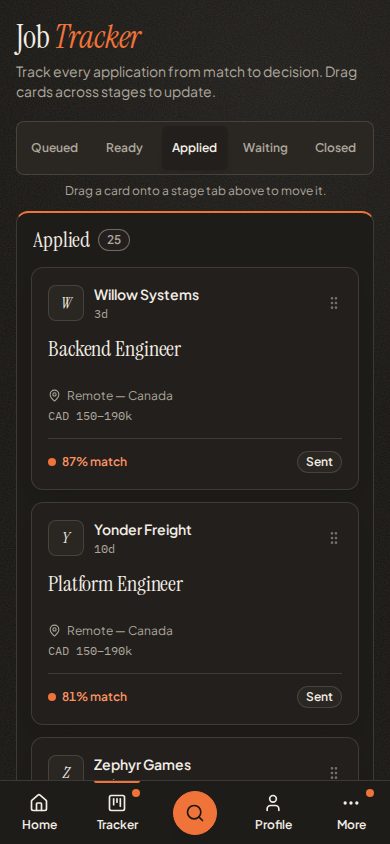 Job Tracker
Track every application from match to decision. Drag
cards across stages to update.
Queued Ready Applied Waiting Closed
Drag a card onto a stage tab above to move it.
Applied 25
W Willow Systems
3d
Backend Engineer
Remote — Canada
CAD 150–190k
87% match Sent
Y Yonder Freight
10d
Platform Engineer
Remote — Canada
CAD 150–190k
81% match Sent
Z Zephyr Games
Home Tracker Profile More